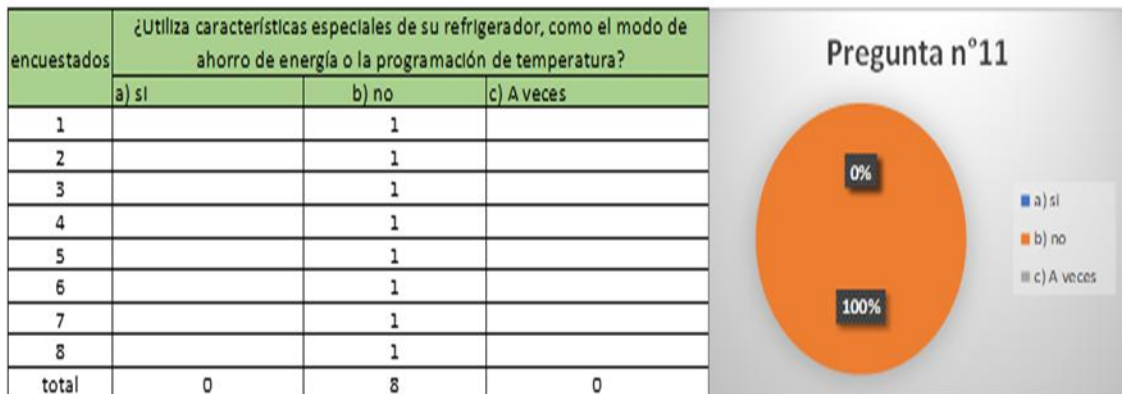 encuestados
¿Utiliza características especiales de su refrigerador, como el modo de
ahorro de energía o la programación de temperatura?
a) si b) no c) A veces
1 1
2 1
3 1
4 1
5 1
6 1
7 1
8 1
total 0 8 0
Pregunta n°11
0%
100%
a) si
b) no
c) A veces